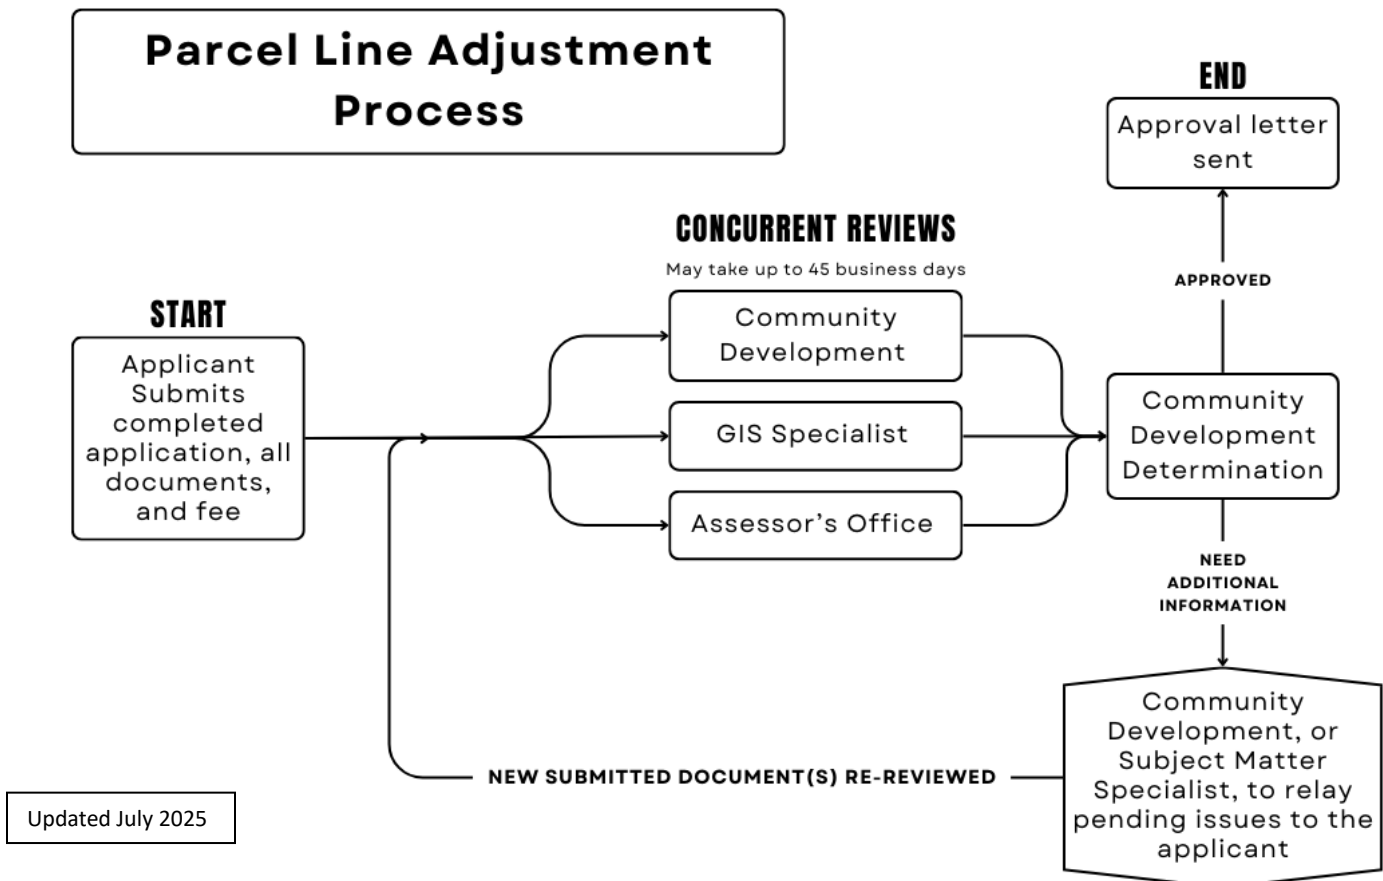 Parcel Line Adjustment
Process
END
Approval letter
sent
APPROVED
CONCURRENT REVIEWS
May take up to 45 business days
START
Applicant
Submits
completed
application, all
documents,
and fee
Community
Development
GIS Specialist
Assessor’s Office
Community
Development
Determination
NEED
ADDITIONAL
INFORMATION
Community
Development, or
Subject Matter
Specialist, to relay
pending issues to the
applicant
NEW SUBMITTED DOCUMENT(S) RE-REVIEWED
Updated July 2025